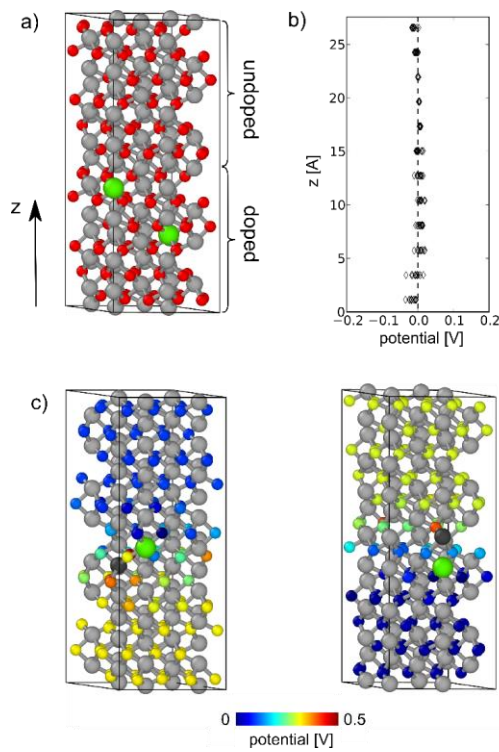 a)
undoped
doped
z
b)
z [A]
25
20
15
10
5
0
−0.2 −0.1 0.0 0.1 0.2
potential [V]
c)
0 0.5
potential [V]